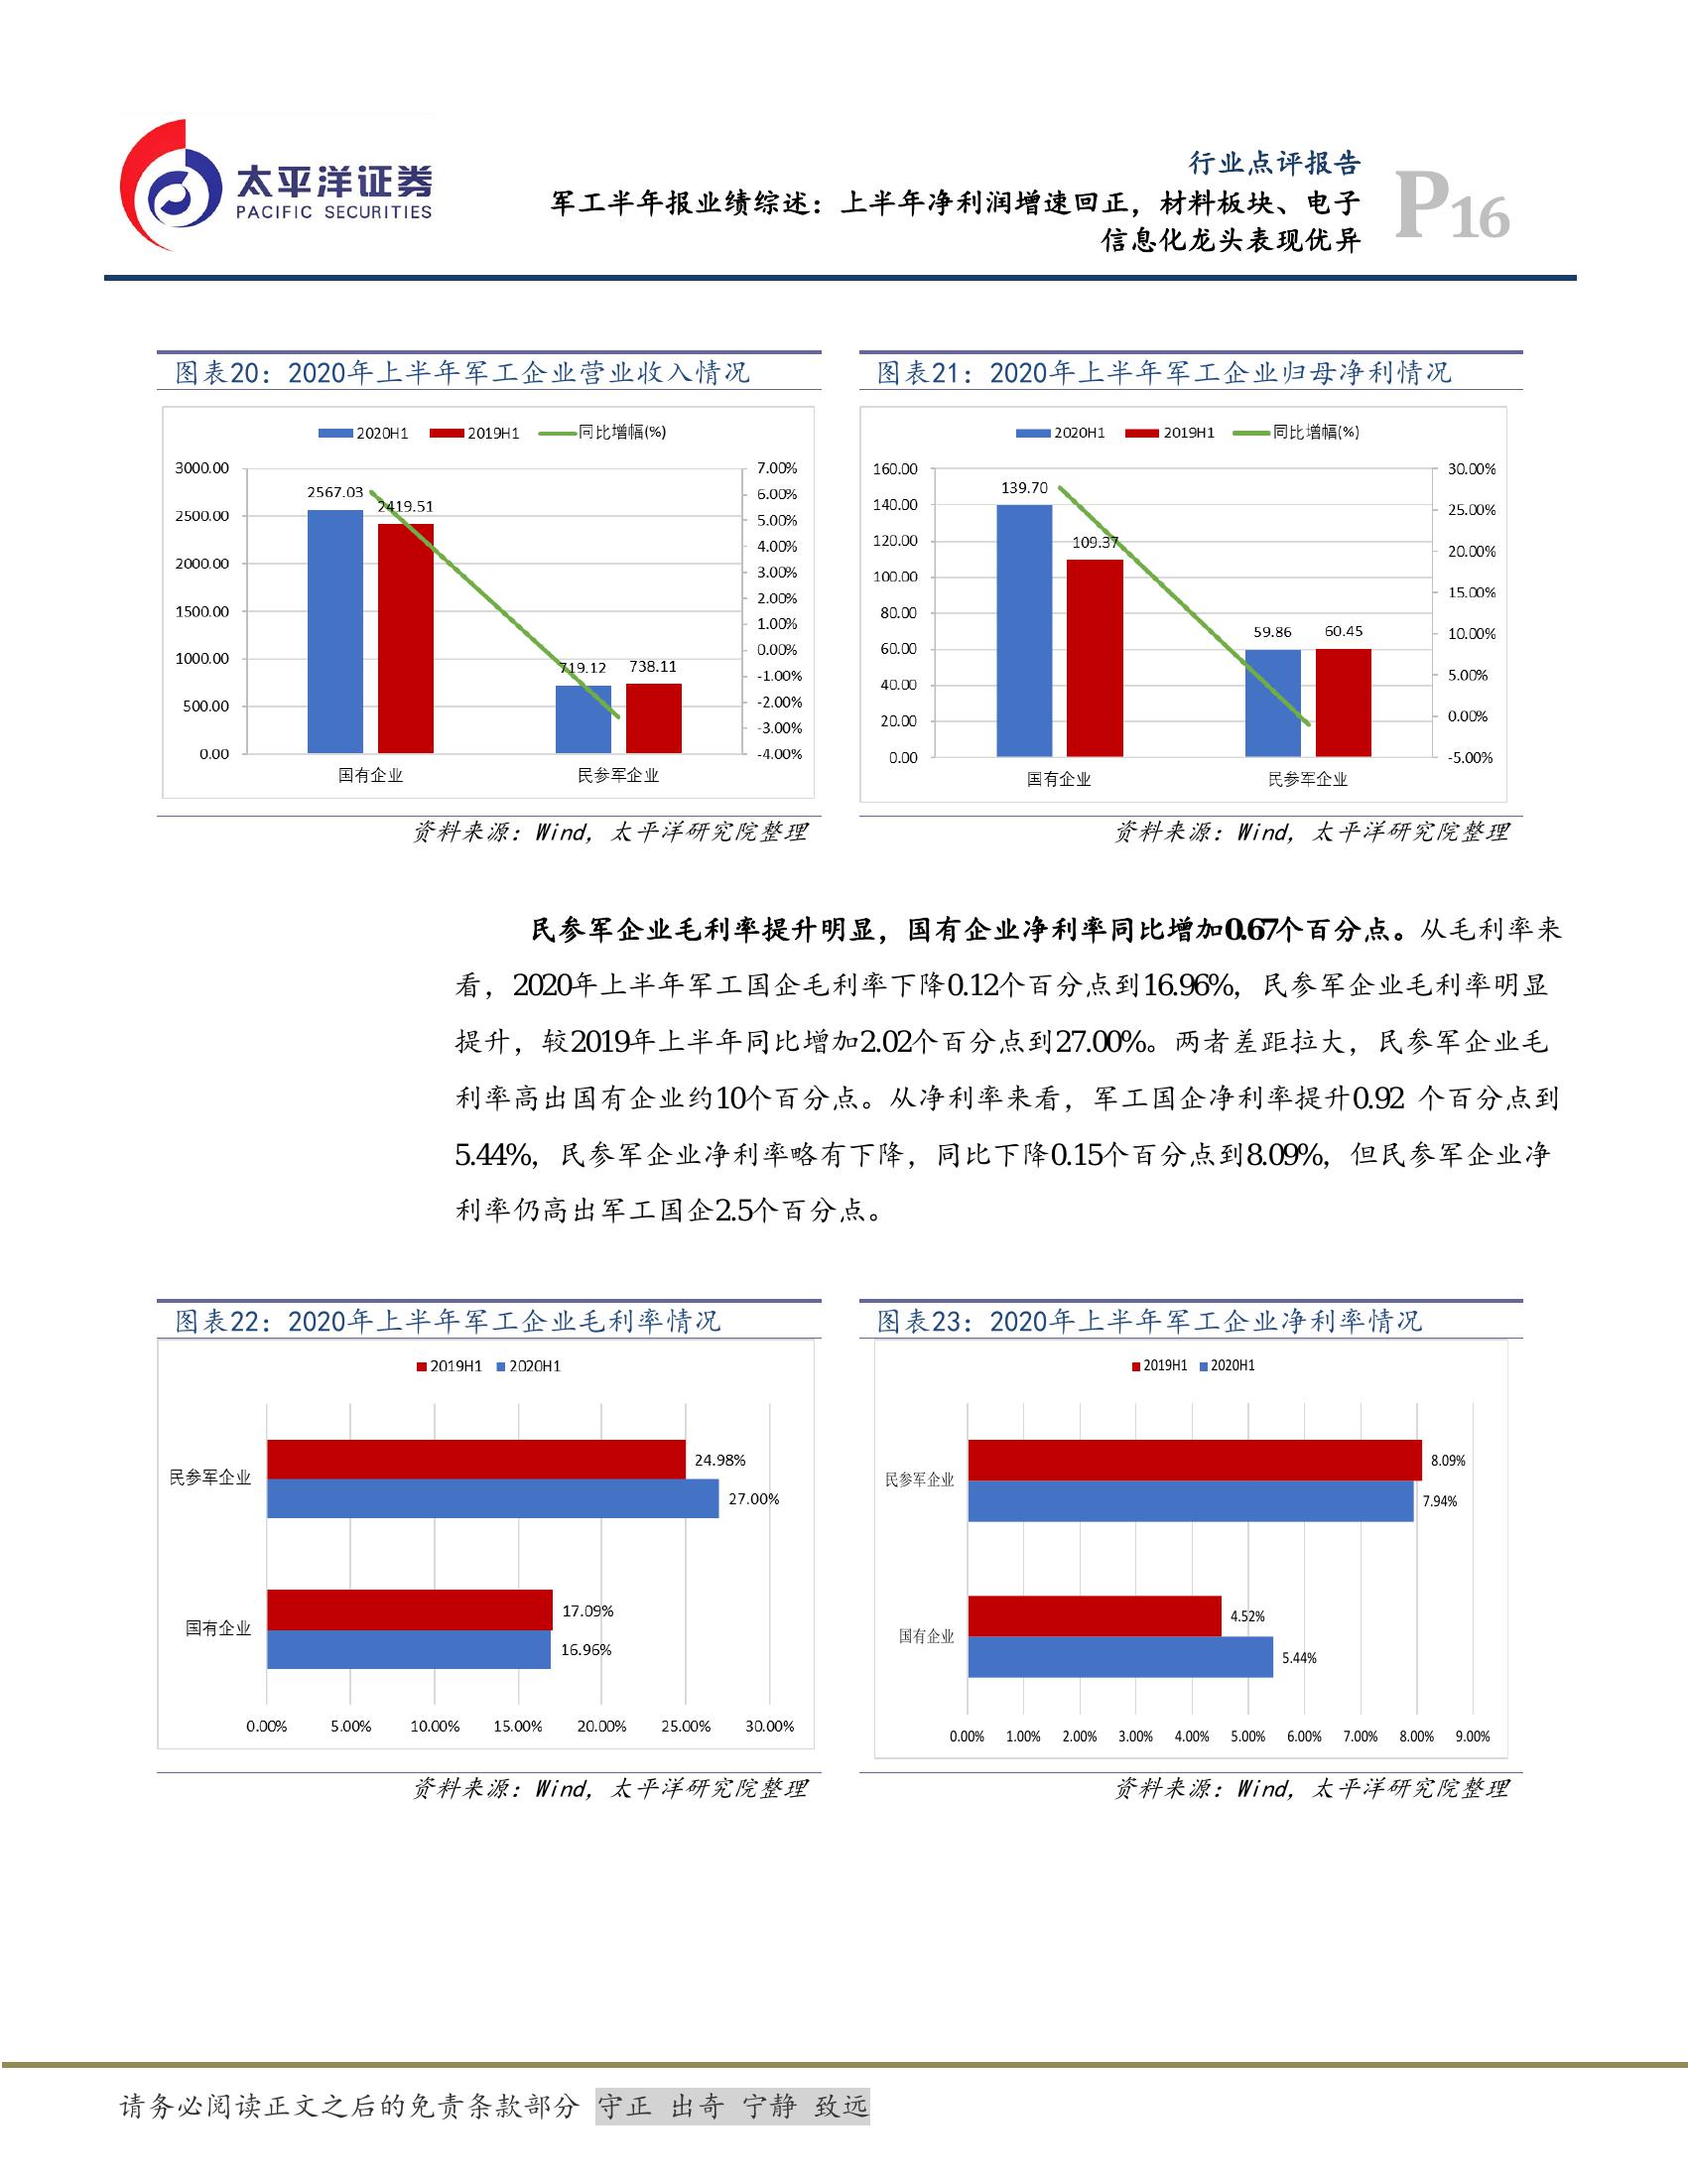 太平洋证券
PACIFIC SECURITIES
行业点评报告
军工半年报业绩综述：上半年净利润增速回正，材料板块、电子
信息化龙头表现优异
P16
图表20：2020年上半年军工企业营业收入情况
2020H1 2019H1 同比增幅(%)
3000.00
2500.00
2000.00
1500.00
1000.00
500.00
0.00
2567.03
2419.51
719.12
738.11
7.00%
6.00%
5.00%
4.00%
3.00%
2.00%
1.00%
0.00%
-1.00%
-2.00%
-3.00%
-4.00%
国有企业 民参军企业
资料来源：Wind，太平洋研究院整理
图表21：2020年上半年军工企业归母净利情况
2020H1 2019H1 同比增幅(%)
160.00
140.00
120.00
100.00
80.00
60.00
40.00
20.00
0.00
139.70
109.37
59.86
60.45
30.00%
25.00%
20.00%
15.00%
10.00%
5.00%
0.00%
-5.00%
国有企业 民参军企业
资料来源：Wind，太平洋研究院整理
民参军企业毛利率提升明显，国有企业净利率同比增加0.67个百分点。从毛利率来
看，2020年上半年军工国企毛利率下降0.12个百分点到16.96%，民参军企业毛利率明显
提升，较2019年上半年同比增加2.02个百分点到27.00%。两者差距拉大，民参军企业毛
利率高出国有企业约10个百分点。从净利率来看，军工国企净利率提升0.92 个百分点到
5.44%，民参军企业净利率略有下降，同比下降0.15个百分点到8.09%，但民参军企业净
利率仍高出军工国企2.5个百分点。
图表22：2020年上半年军工企业毛利率情况
2019H1 2020H1
民参军企业
24.98%
27.00%
国有企业
17.09%
16.96%
0.00% 5.00% 10.00% 15.00% 20.00% 25.00% 30.00%
资料来源：Wind，太平洋研究院整理
图表23：2020年上半年军工企业净利率情况
2019H1 2020H1
民参军企业
8.09%
7.94%
国有企业
4.52%
5.44%
0.00% 1.00% 2.00% 3.00% 4.00% 5.00% 6.00% 7.00% 8.00% 9.00%
资料来源：Wind，太平洋研究院整理
请务必阅读正文之后的免责条款部分 守正 出奇 宁静 致远